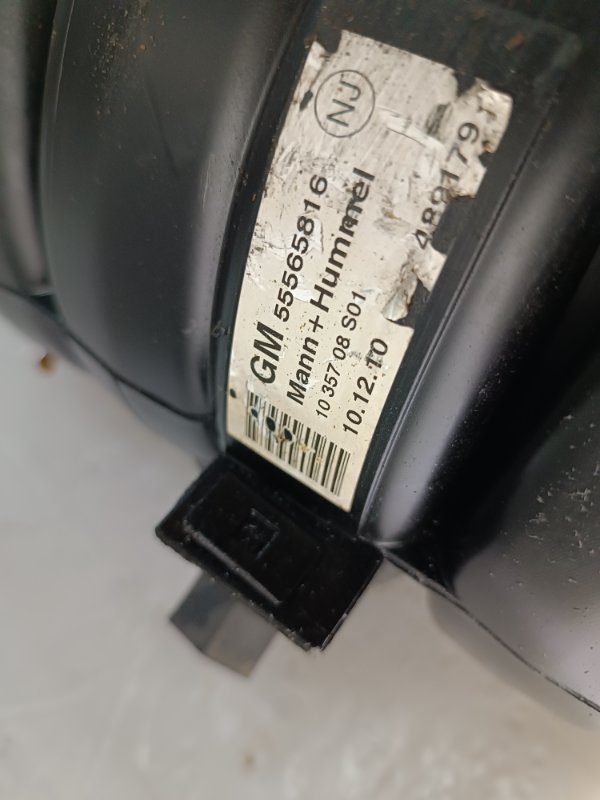 NJ
GM 55565816
Mann+Hummel
10 357 08 S01
10.12.10
489179